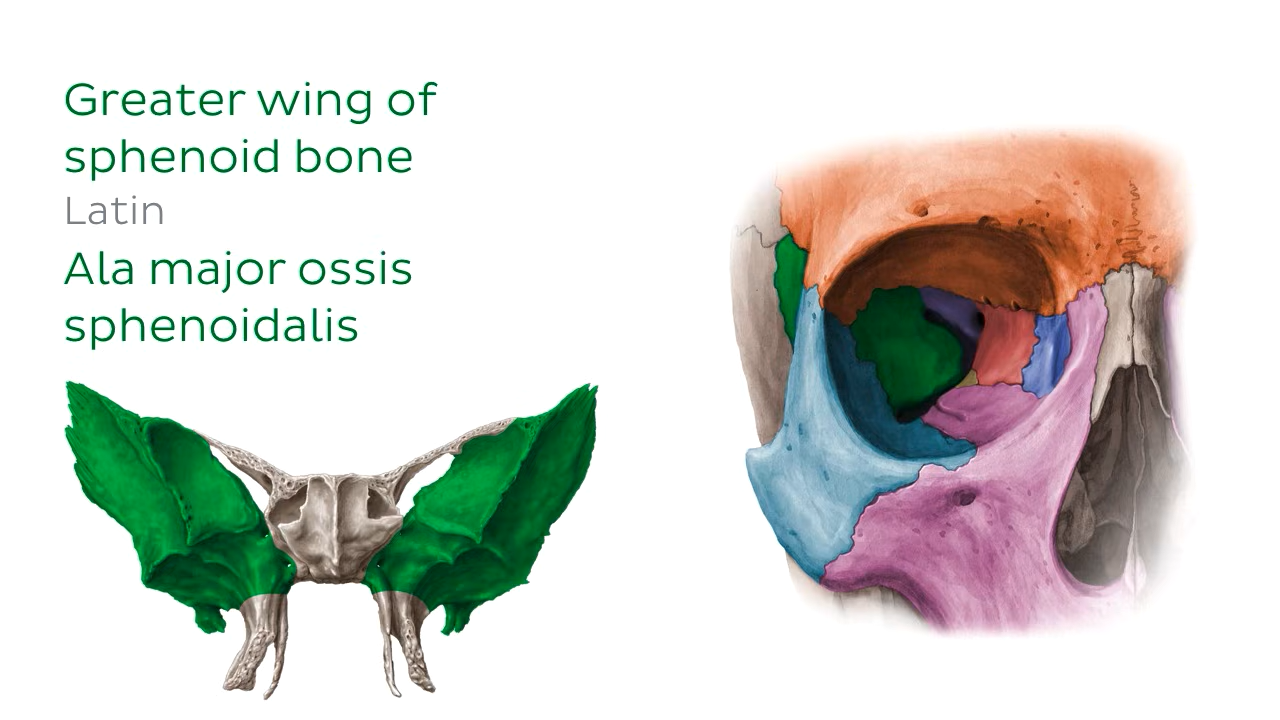 Greater wing of
sphenoid bone
Latin
Ala major ossis
sphenoidalis